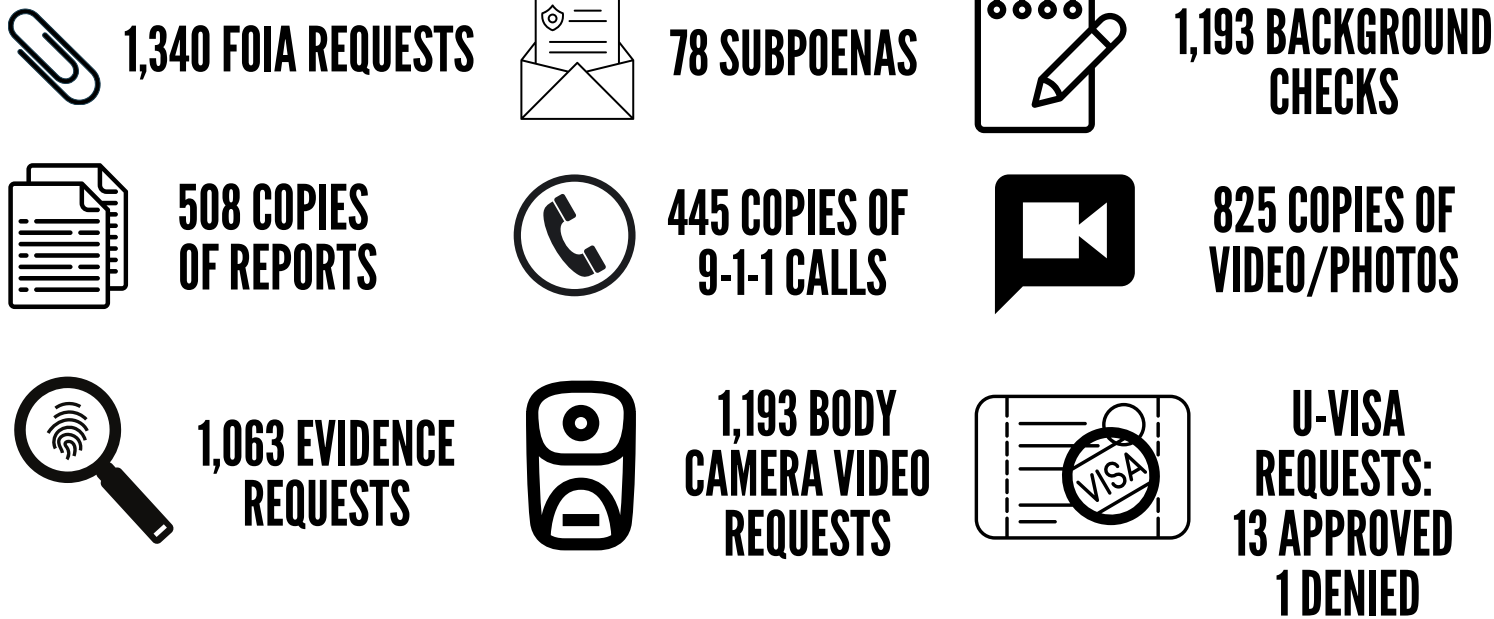 1,340 FOIA REQUESTS
78 SUBPOENAS
1,193 BACKGROUND
CHECKS
508 COPIES
OF REPORTS
445 COPIES OF
9-1-1 CALLS
825 COPIES OF
VIDEO/PHOTOS
1,063 EVIDENCE
REQUESTS
1,193 BODY
CAMERA VIDEO
REQUESTS
VISA
U-VISA
REQUESTS:
13 APPROVED
1 DENIED